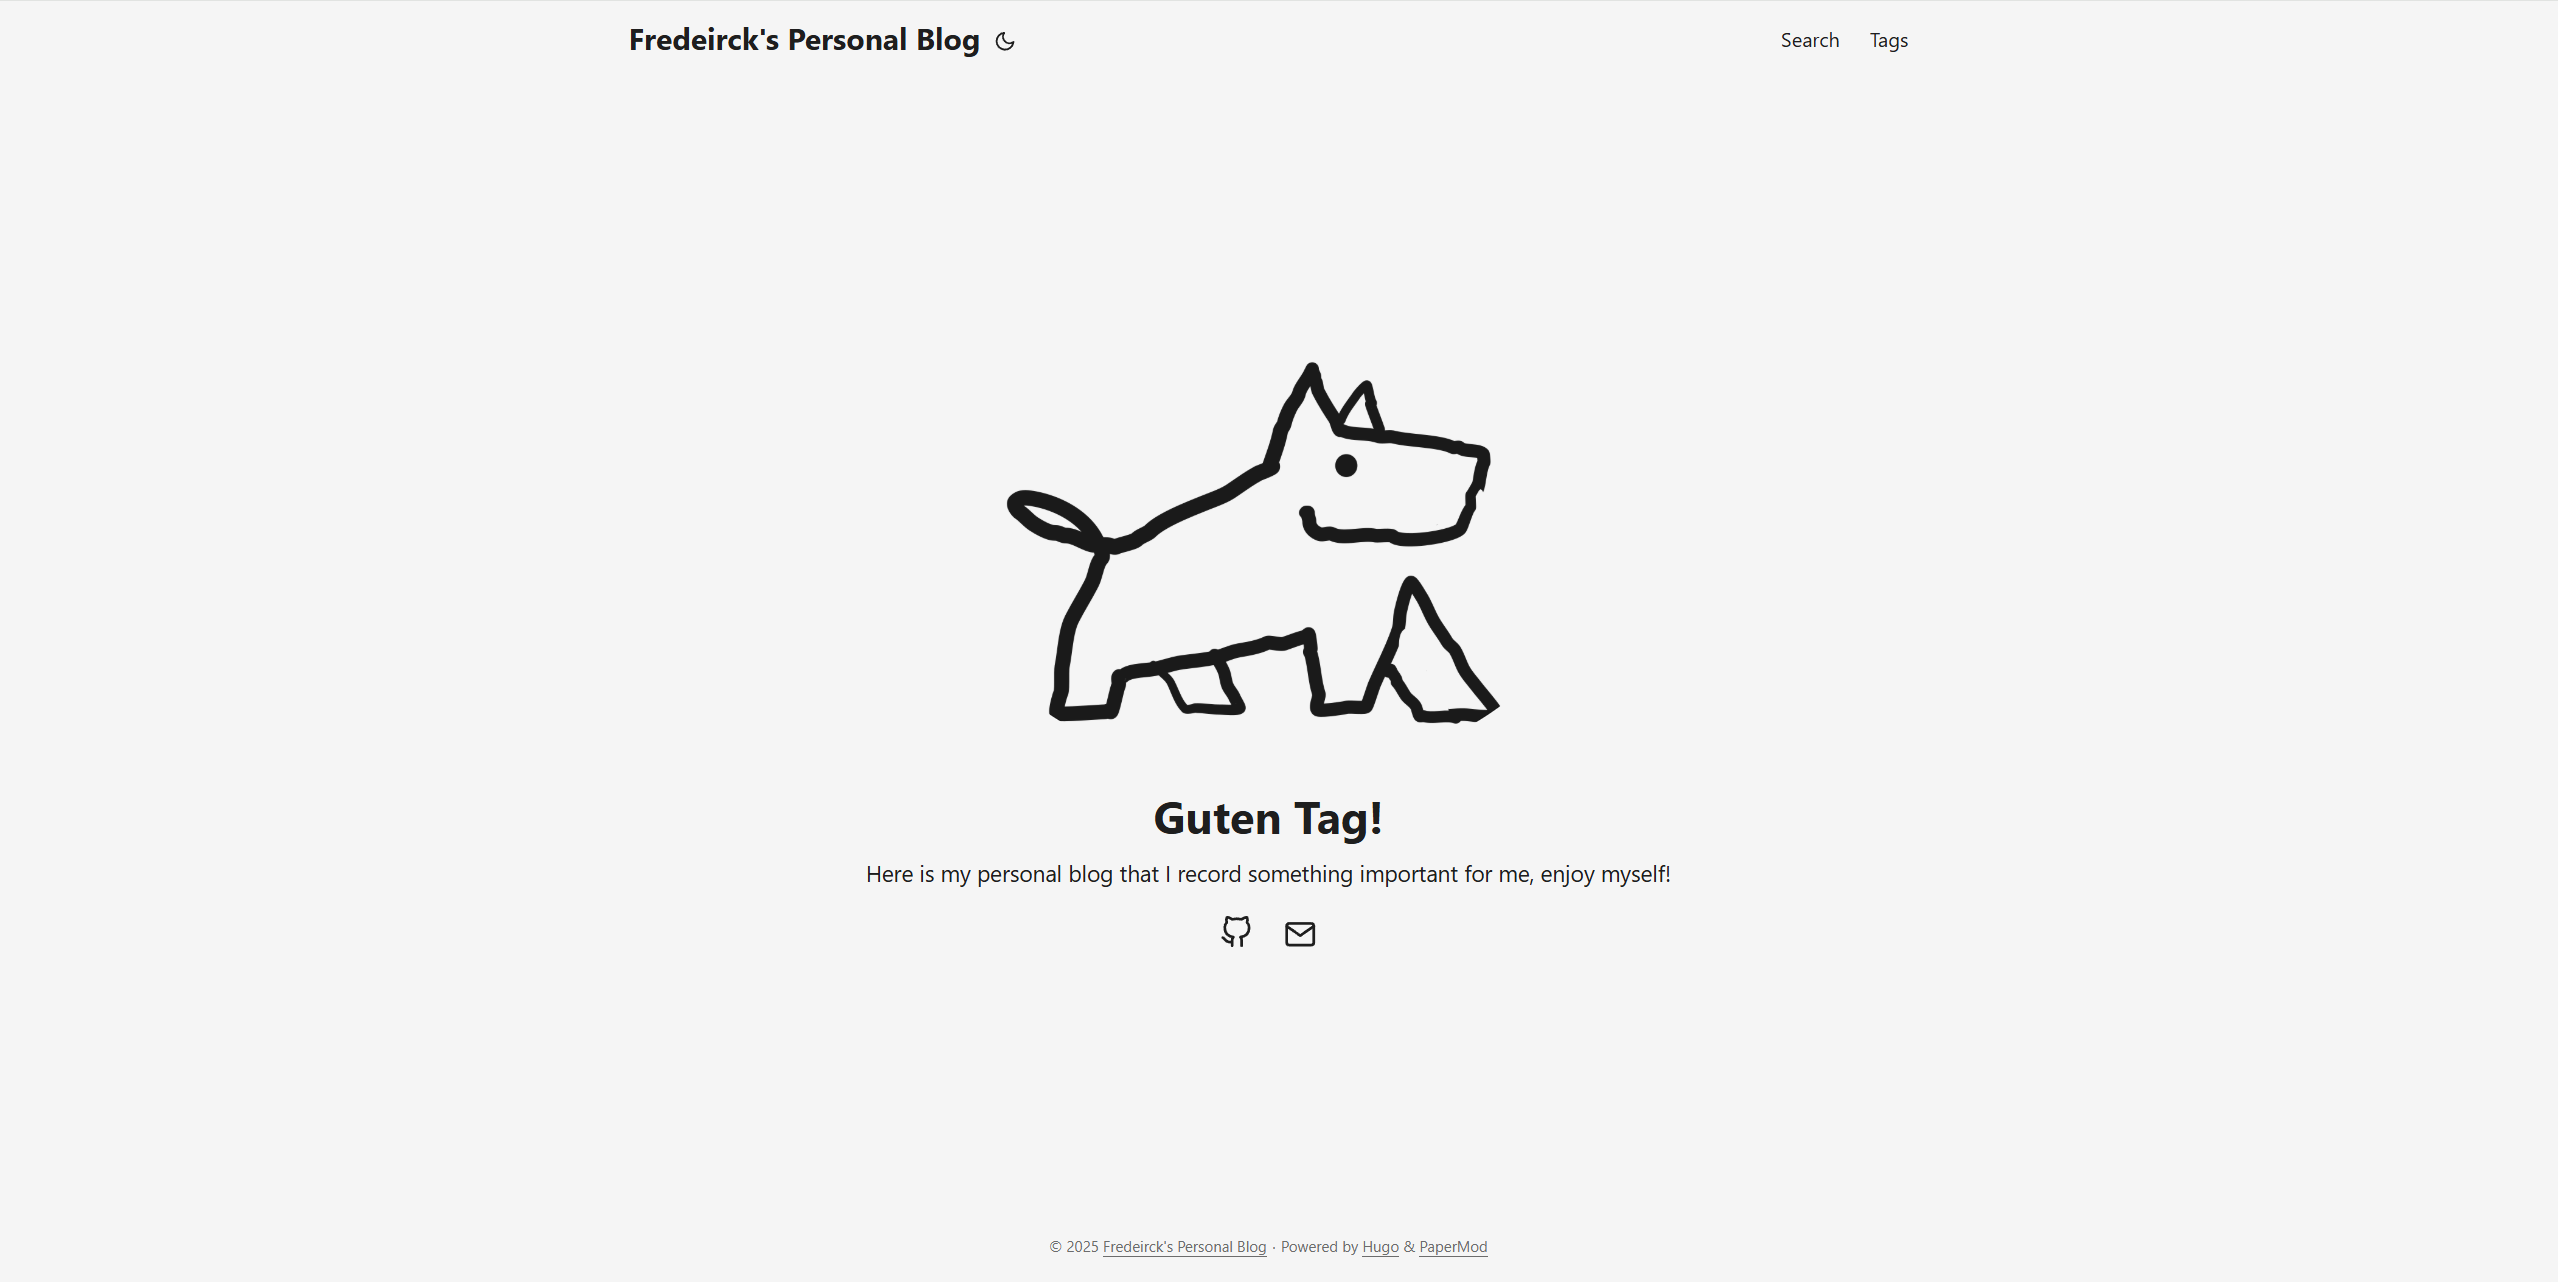 Fredeirck's Personal Blog
Search Tags
Guten Tag!
Here is my personal blog that I record something important for me, enjoy myself!
© 2025 Fredeirck's Personal Blog · Powered by Hugo & PaperMod